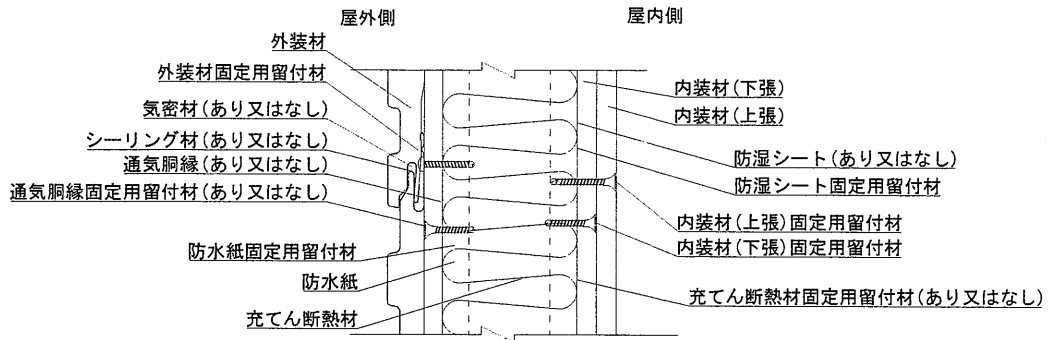 屋外側
屋内側
外装材
外装材固定用留付材
気密材(あり又はなし)
シーリング材(あり又はなし)
通気胴縁(あり又はなし)
通気胴縁固定用留付材(あり又はなし)
防水紙固定用留付材
防水紙
充てん断熱材
内装材(下張)
内装材(上張)
防湿シート(あり又はなし)
防湿シート固定用留付材
内装材(上張)固定用留付材
内装材(下張)固定用留付材
充てん断熱材固定用留付材(あり又はなし)